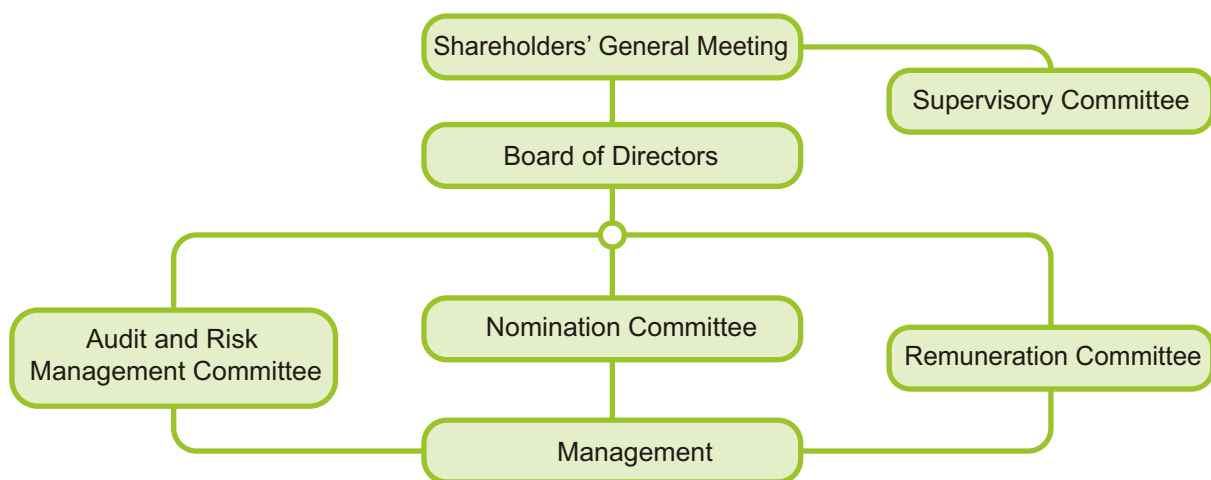 Shareholders’ General Meeting
Supervisory Committee
Board of Directors
Audit and Risk
Management Committee
Nomination Committee
Remuneration Committee
Management